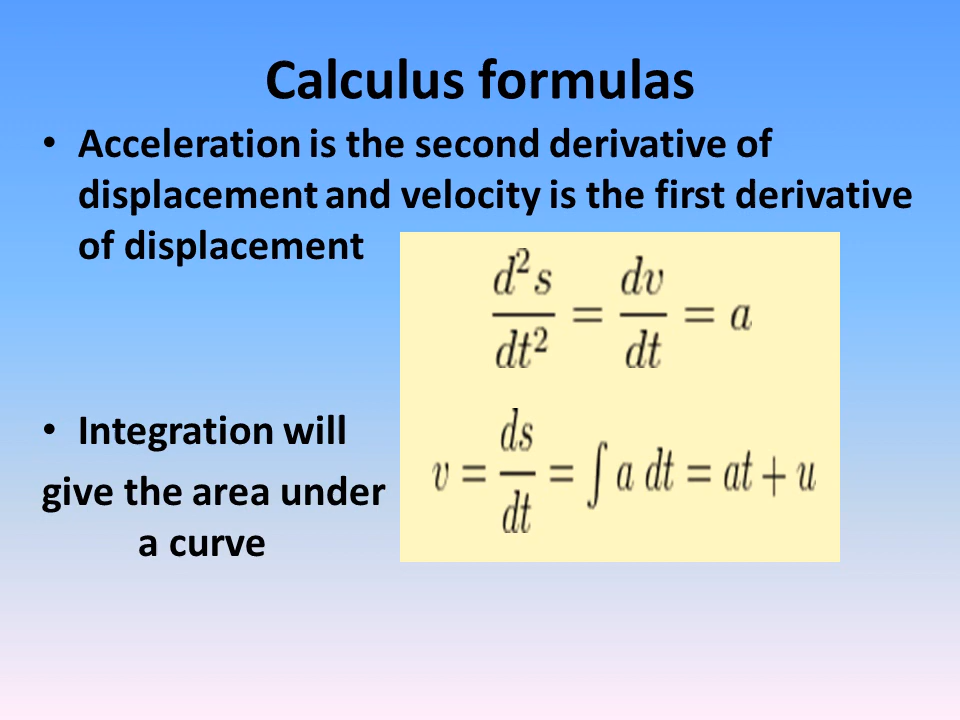 Calculus formulas
• Acceleration is the second derivative of
displacement and velocity is the first derivative
of displacement
d²s/dt² = dv/dt = a
• Integration will
give the area under
a curve
v = ds/dt = ∫ a dt = at + u